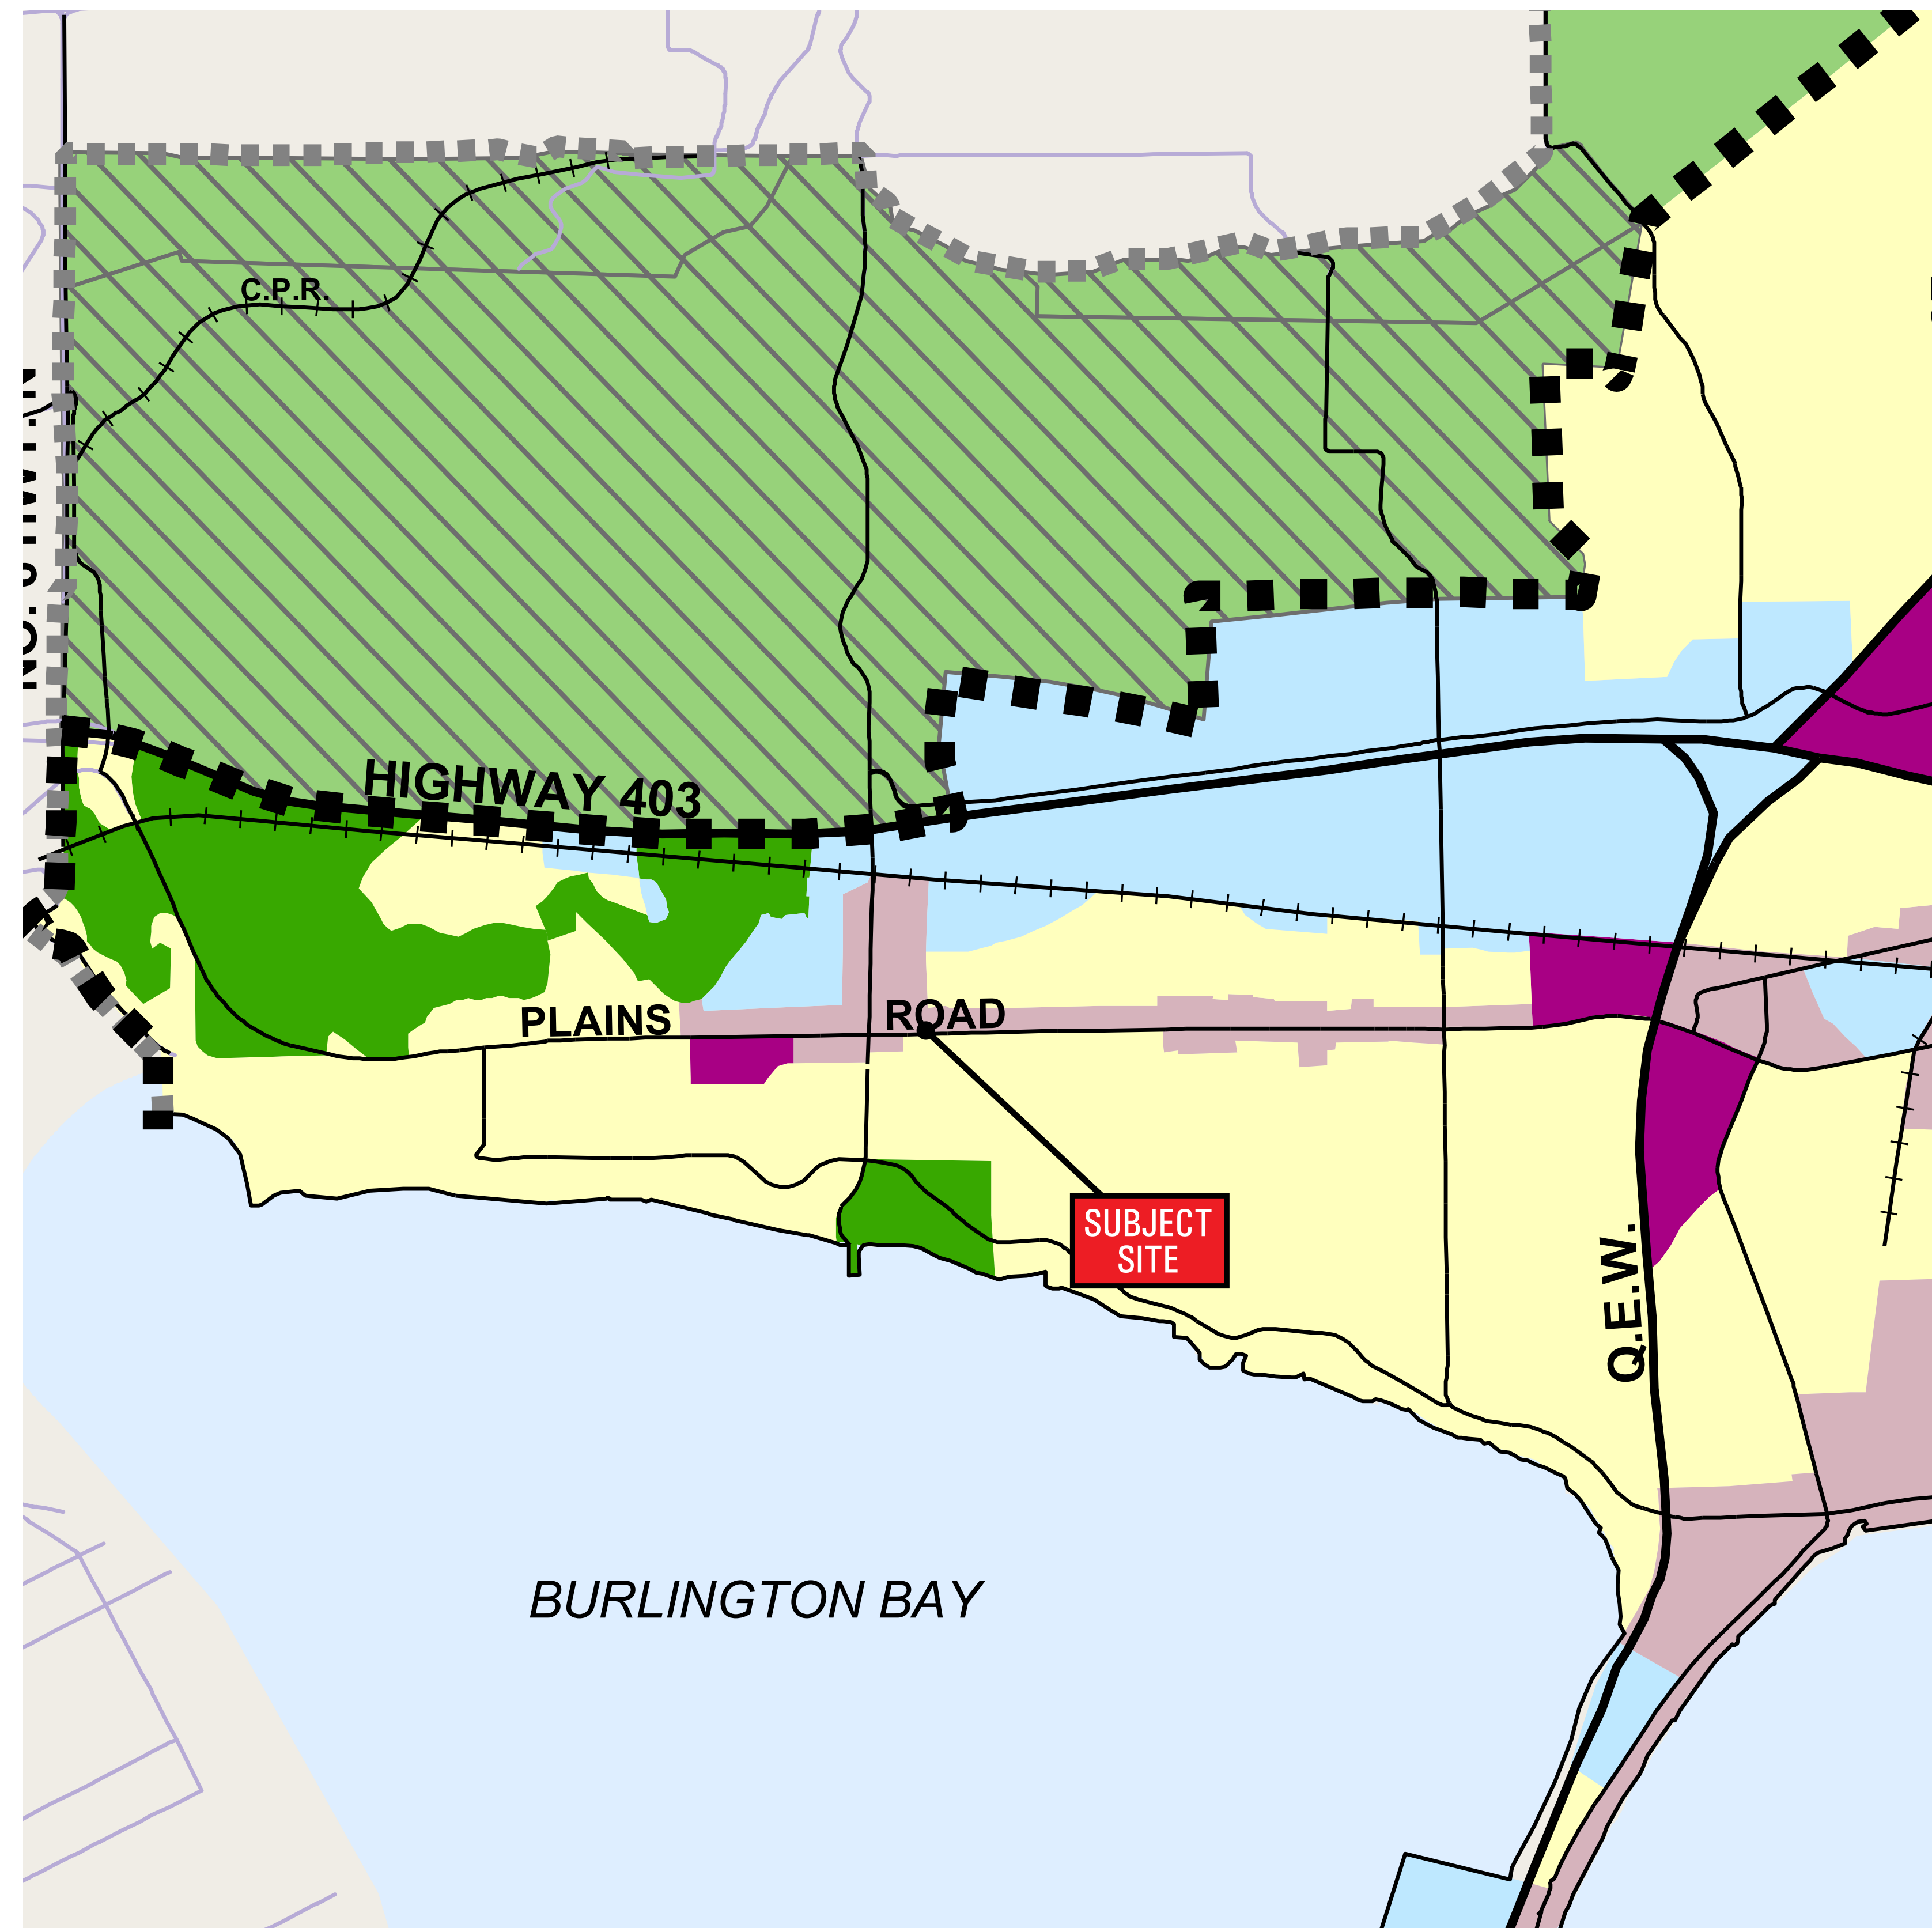 C.P.R.
HIGHWAY 403
PLAINS ROAD
SUBJECT
SITE
Q.E.W.
BURLINGTON BAY